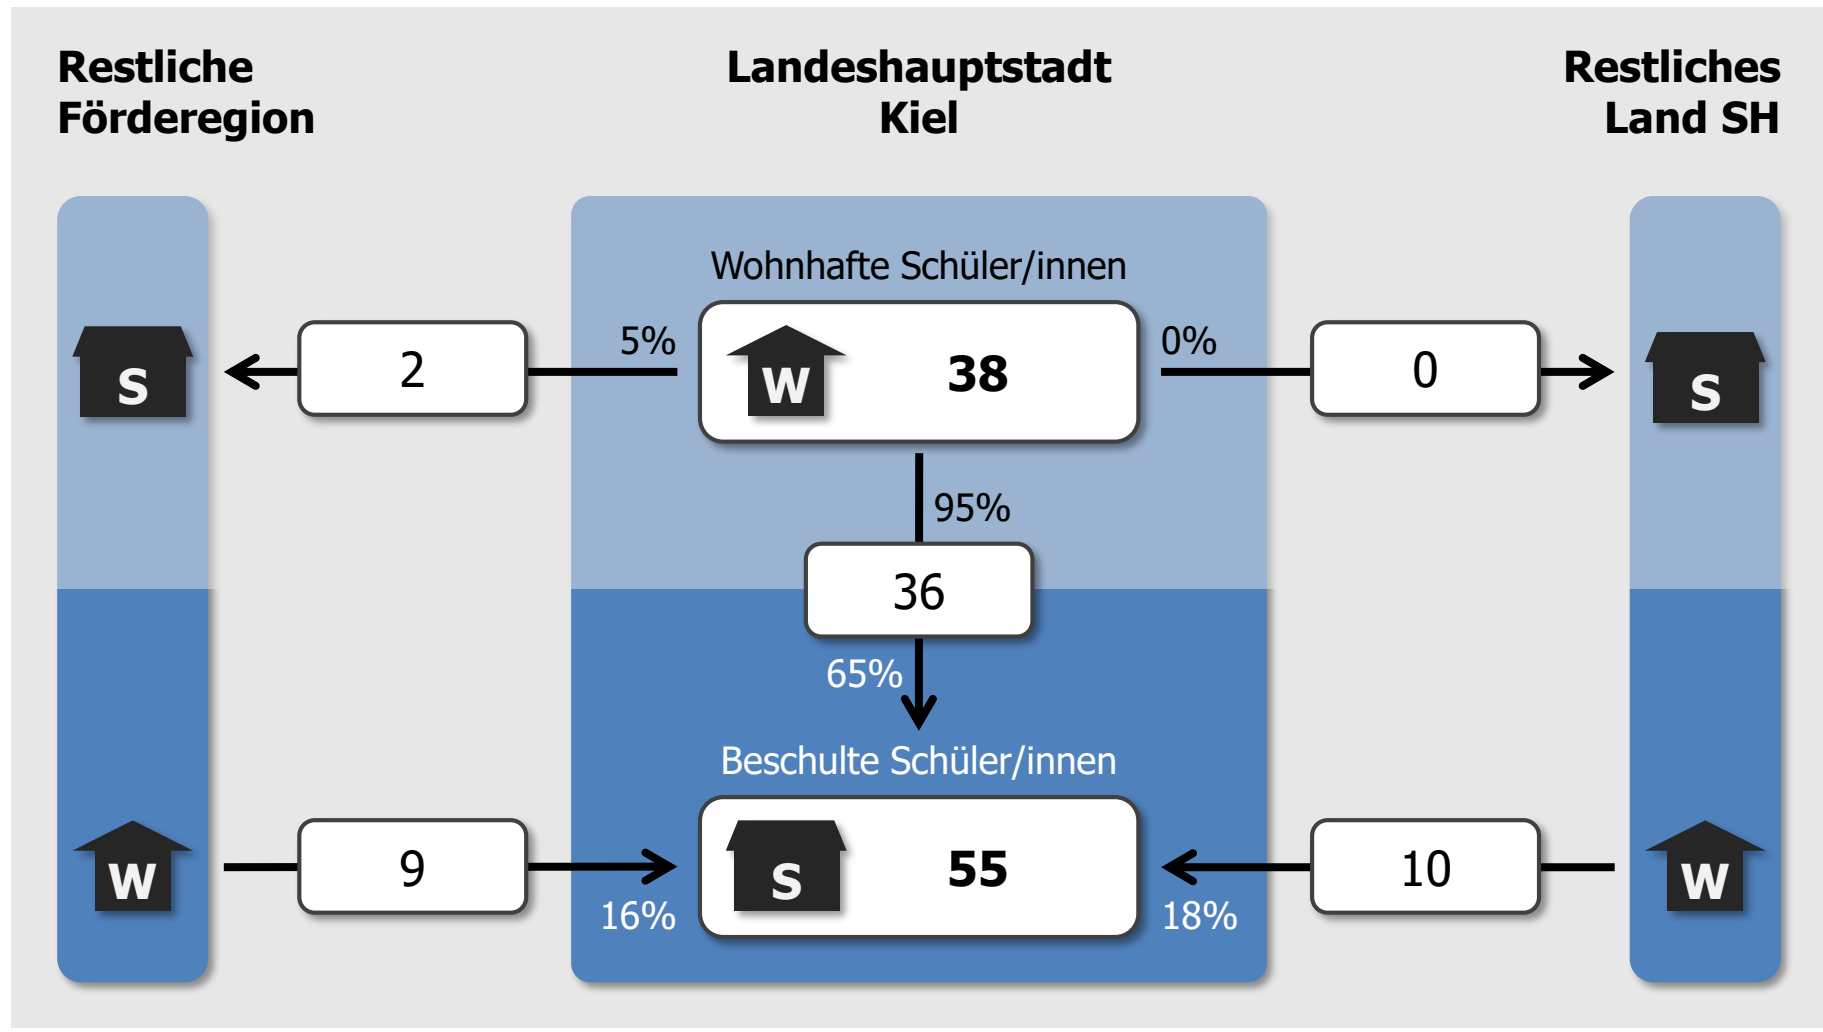 Restliche
Förderegion
Landeshauptstadt
Kiel
Restliches
Land SH
Wohnhafte Schüler/innen
S
2
5%
W
38
0%
0
S
95%
36
65%
Beschulte Schüler/innen
W
9
16%
S
55
18%
10
W